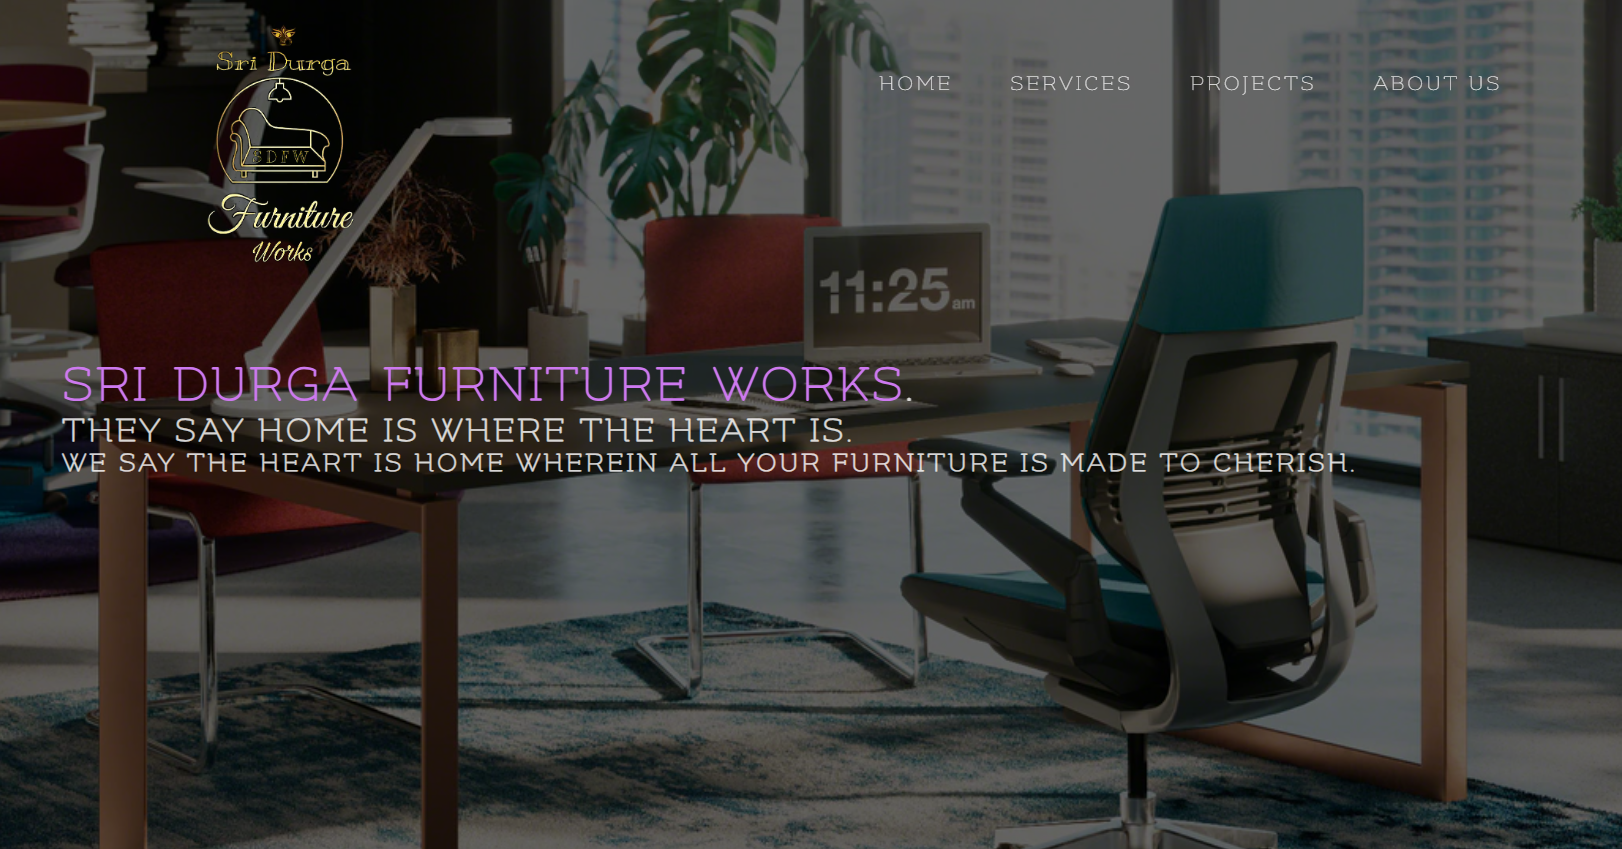 Sri Durga
SDFW
Furniture
Works
HOME
SERVICES
PROJECTS
ABOUT US
11:25 am
SRI DURGA FURNITURE WORKS.
THEY SAY HOME IS WHERE THE HEART IS.
WE SAY THE HEART IS HOME WHEREIN ALL YOUR FURNITURE IS MADE TO CHERISH.